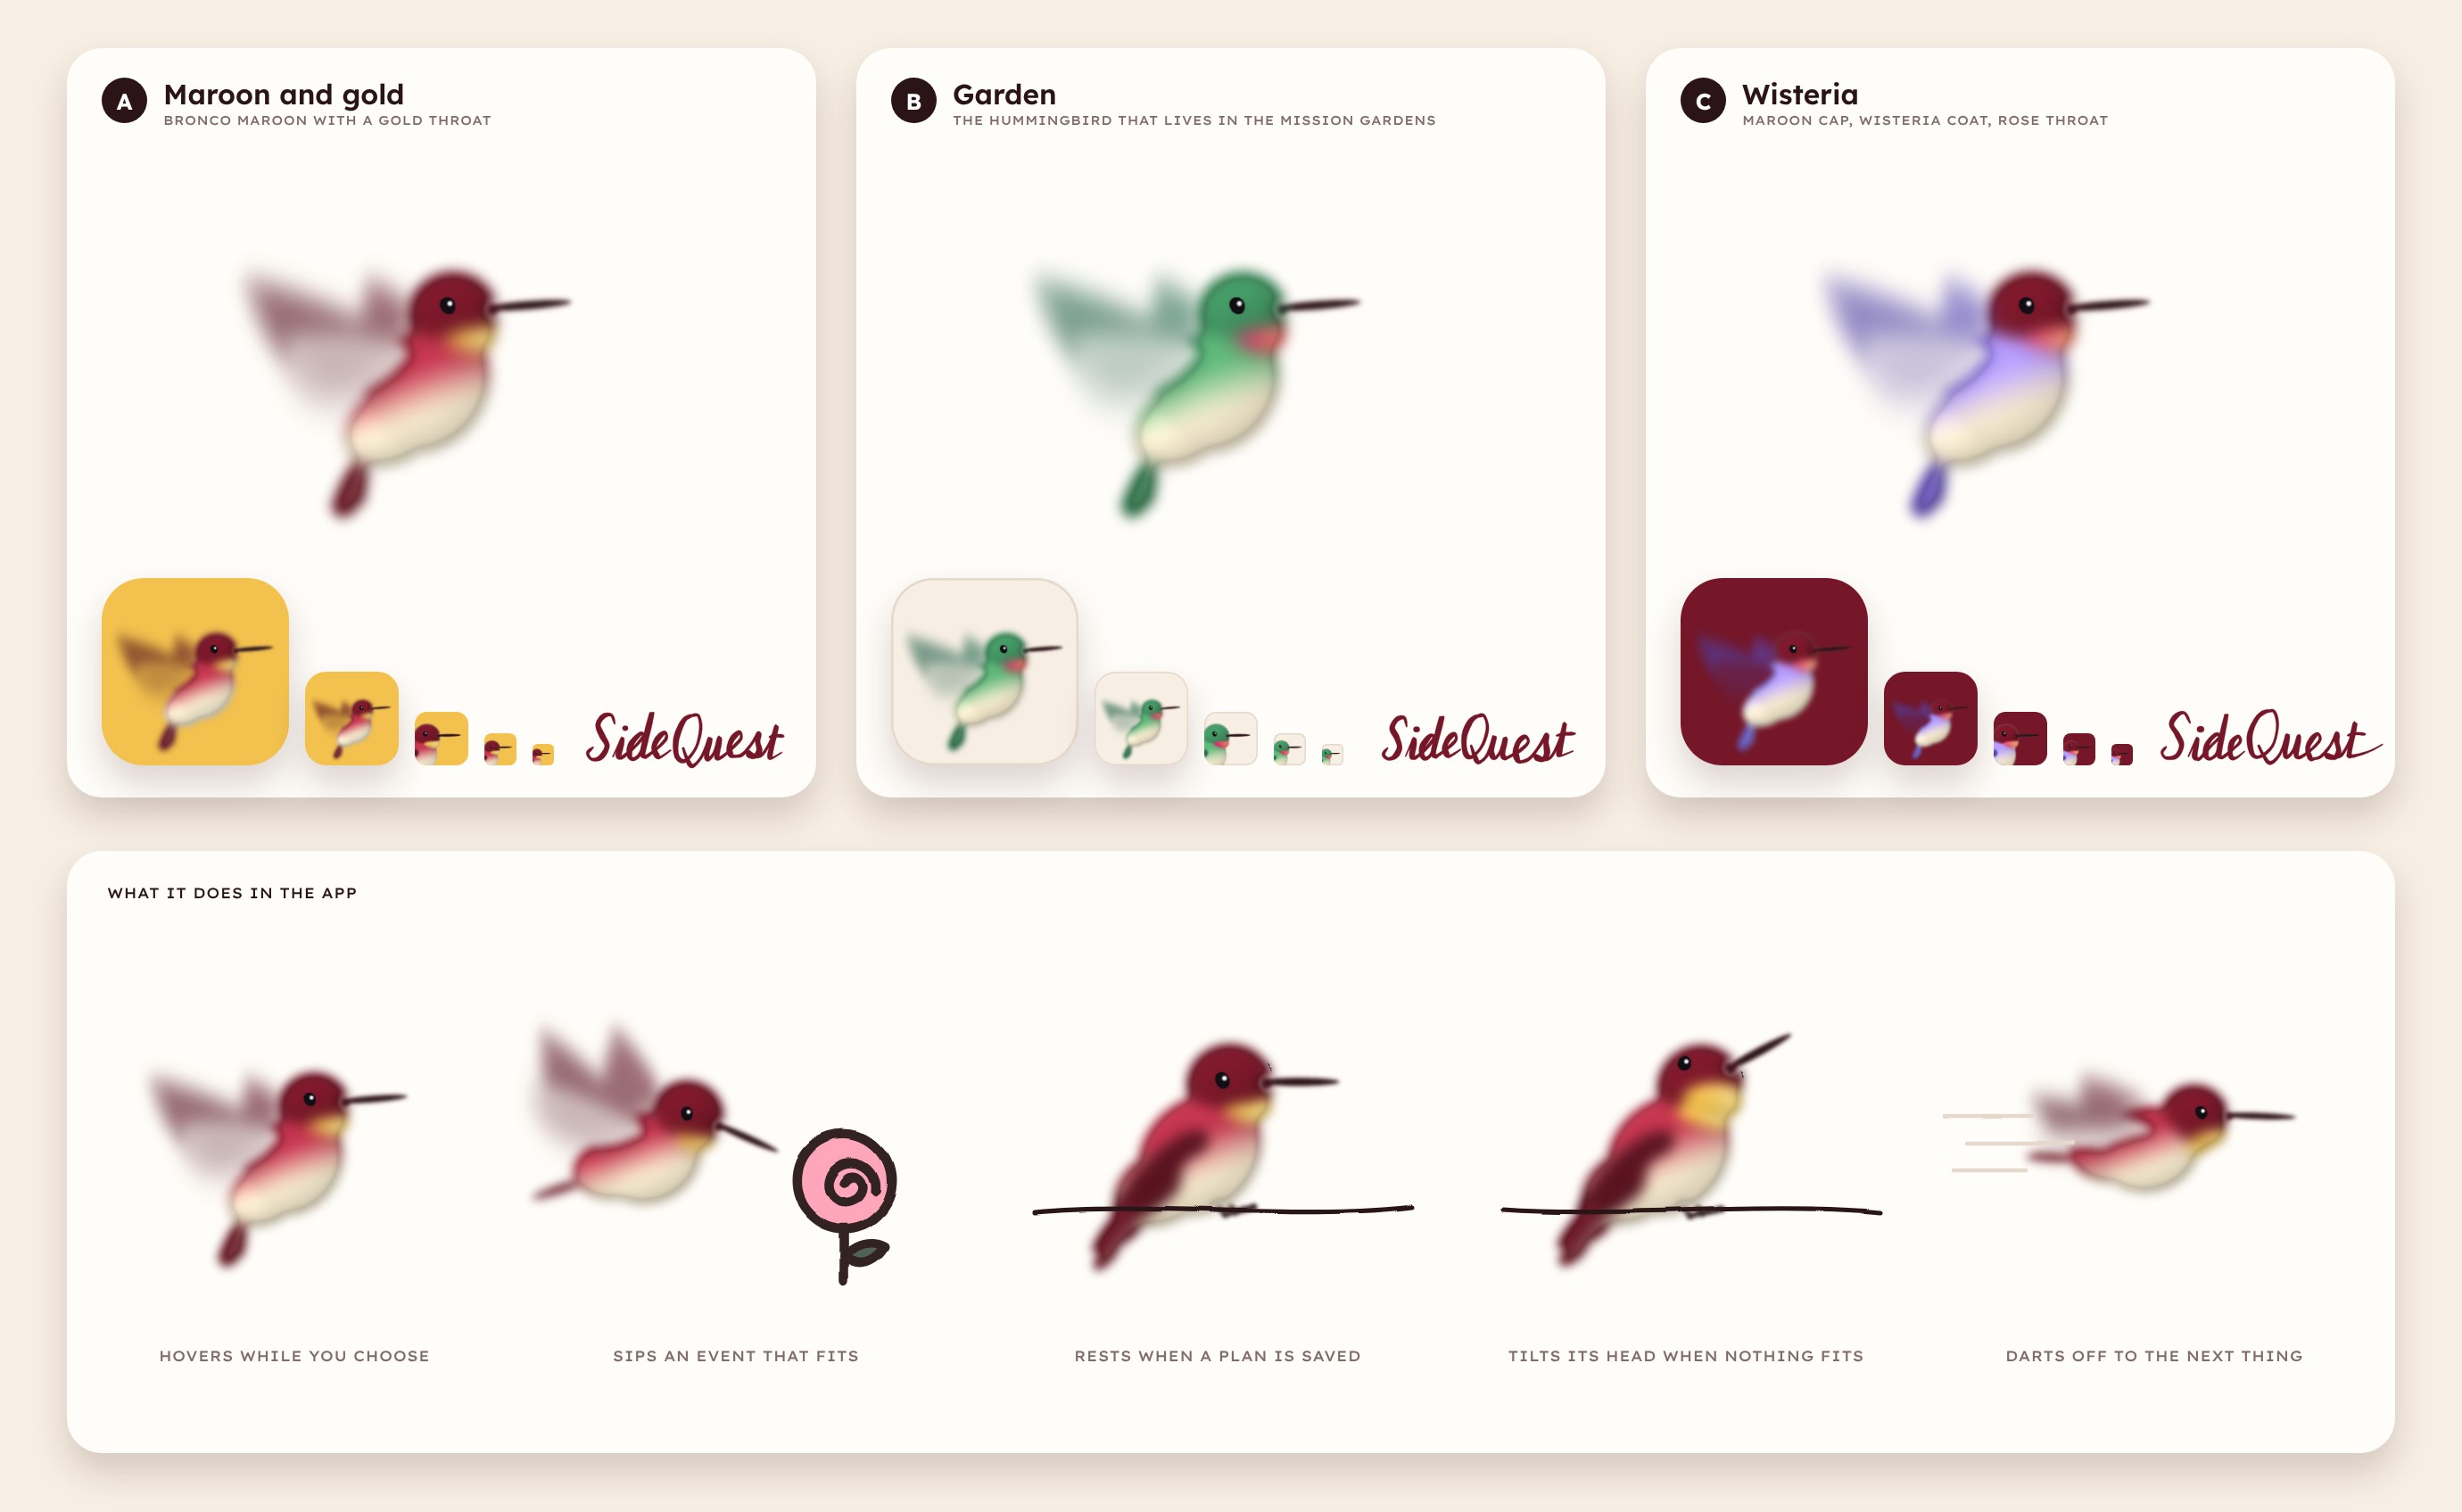 A
Maroon and gold
BRONCO MAROON WITH A GOLD THROAT
SideQuest
B
Garden
THE HUMMINGBIRD THAT LIVES IN THE MISSION GARDENS
SideQuest
C
Wisteria
MAROON CAP, WISTERIA COAT, ROSE THROAT
SideQuest
WHAT IT DOES IN THE APP
HOVERS WHILE YOU CHOOSE
SIPS AN EVENT THAT FITS
RESTS WHEN A PLAN IS SAVED
TILTS ITS HEAD WHEN NOTHING FITS
DARTS OFF TO THE NEXT THING